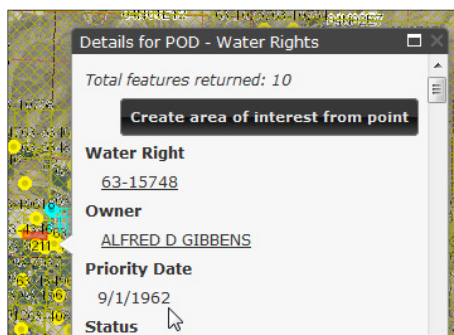 Details for POD - Water Rights
Total features returned: 10
Create area of interest from point
Water Right
63-15748
Owner
ALFRED D GIBBENS
Priority Date
9/1/1962
Status